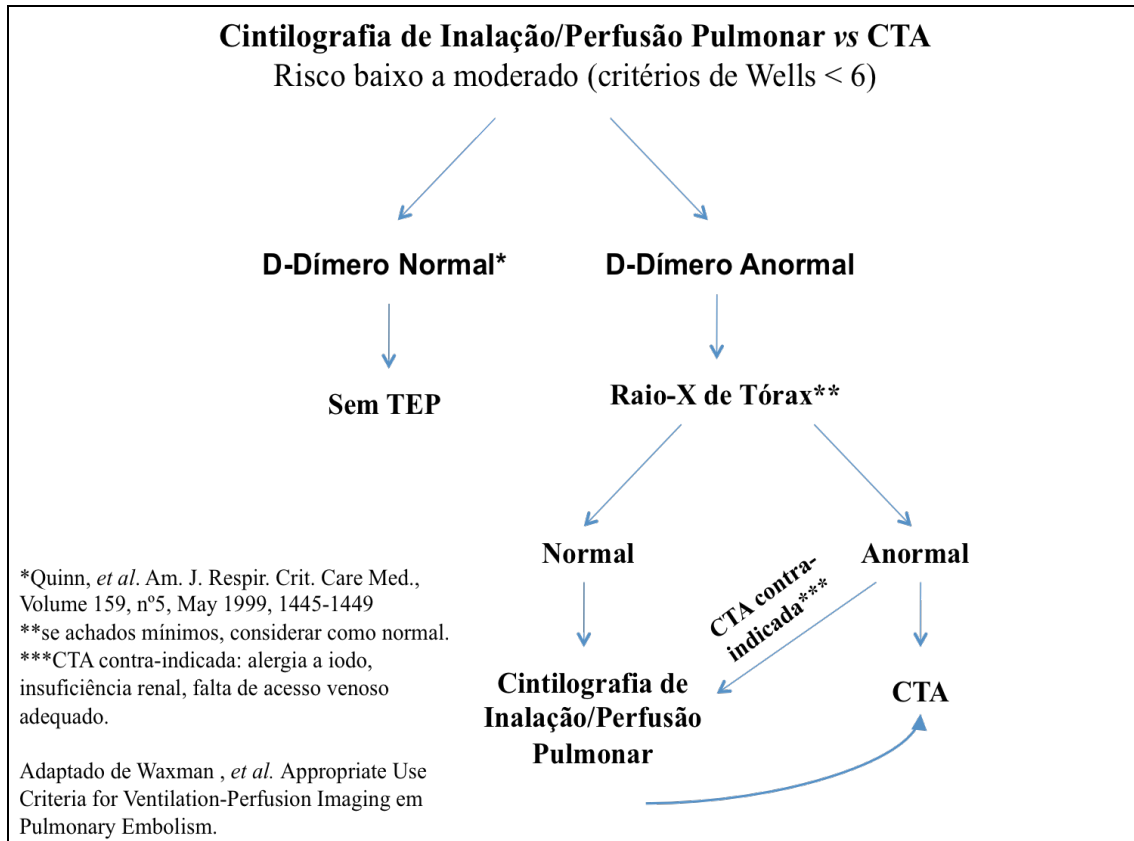 Cintilografia de Inalação/Perfusão Pulmonar vs CTA
Risco baixo a moderado (critérios de Wells < 6)
D-Dímero Normal*
D-Dímero Anormal
Sem TEP
Raio-X de Tórax**
Normal
Anormal
CTA contra-
indicada***
Cintilografia de
Inalação/Perfusão
Pulmonar
CTA
*Quinn, et al. Am. J. Respir. Crit. Care Med.,
Volume 159, nº5, May 1999, 1445-1449
**se achados mínimos, considerar como normal.
***CTA contra-indicada: alergia a iodo,
insuficiência renal, falta de acesso venoso
adequado.
Adaptado de Waxman , et al. Appropriate Use
Criteria for Ventilation-Perfusion Imaging em
Pulmonary Embolism.